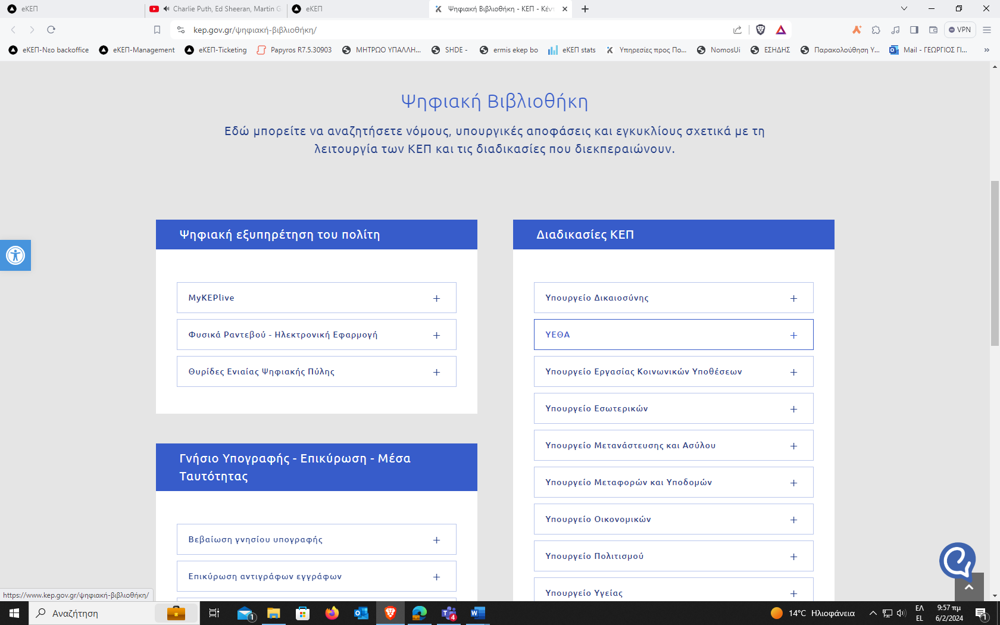 eΚΕΠ
Charlie Puth, Ed Sheeran, Martin G
eΚΕΠ
Ψηφιακή Βιβλιοθήκη - ΚΕΠ - Κέντ
kep.gov.gr/ψηφιακή-βιβλιοθήκη/
VPN
eΚΕΠ-Νεο backoffice
eΚΕΠ-Management
eΚΕΠ-Ticketing
Papyros R7.5.30903
ΜΗΤΡΩΟ ΥΠΑΛΛΗ...
SHDE -
ermis ekep bo
eΚΕΠ stats
Υπηρεσίες προς Πο...
NomosUi
ΕΣΗΔΗΣ
Παρακολούθηση Υ...
Mail - ΓΕΩΡΓΙΟΣ ΓΙ...
Ψηφιακή Βιβλιοθήκη
Εδώ μπορείτε να αναζητήσετε νόμους, υπουργικές αποφάσεις και εγκυκλίους σχετικά με τη
λειτουργία των ΚΕΠ και τις διαδικασίες που διεκπεραιώνουν.
Ψηφιακή εξυπηρέτηση του πολίτη
MyKEPlive
Φυσικά Ραντεβού - Ηλεκτρονική Εφαρμογή
Θυρίδες Ενιαίας Ψηφιακής Πύλης
Γνήσιο Υπογραφής - Επικύρωση - Μέσα
Ταυτότητας
Βεβαίωση γνησίου υπογραφής
Επικύρωση αντιγράφων εγγράφων
Διαδικασίες ΚΕΠ
Υπουργείο Δικαιοσύνης
ΥΕΘΑ
Υπουργείο Εργασίας Κοινωνικών Υποθέσεων
Υπουργείο Εσωτερικών
Υπουργείο Μετανάστευσης και Ασύλου
Υπουργείο Μεταφορών και Υποδομών
Υπουργείο Οικονομικών
Υπουργείο Πολιτισμού
Υπουργείο Υγείας
https://www.kep.gov.gr/ψηφιακή-βιβλιοθήκη/
Αναζήτηση
1
4
14°C Ηλιοφάνεια
ΕΛ
EL
9:57 πμ
6/2/2024
1